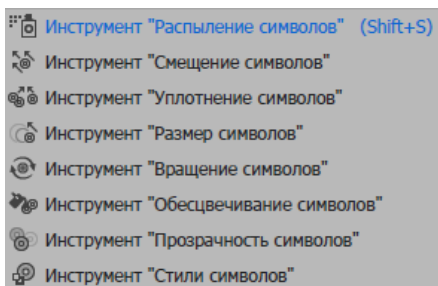 Инструмент "Распыление символов" (Shift+S)
Инструмент "Смещение символов"
Инструмент "Уплотнение символов"
Инструмент "Размер символов"
Инструмент "Вращение символов"
Инструмент "Обесцвечивание символов"
Инструмент "Прозрачность символов"
Инструмент "Стили символов"